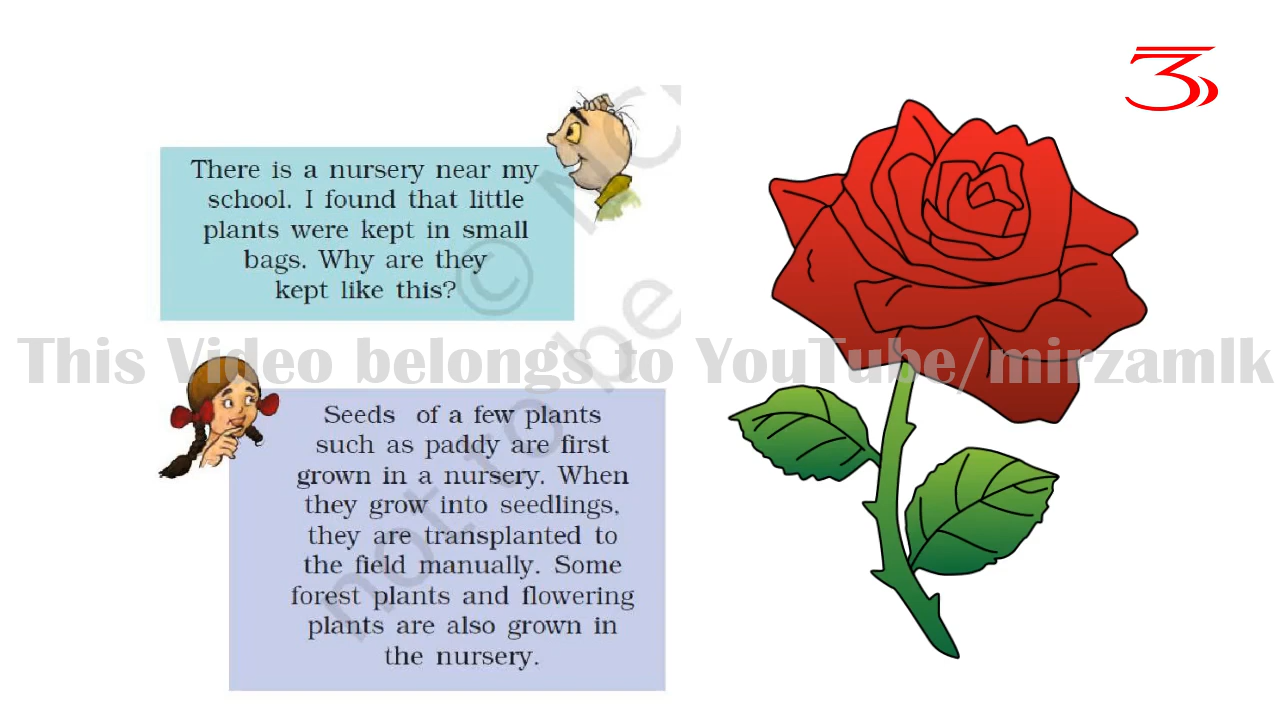 There is a nursery near my
school. I found that little
plants were kept in small
bags. Why are they
kept like this?
This Video belongs to YouTube/mirzamlk
Seeds of a few plants
such as paddy are first
grown in a nursery. When
they grow into seedlings,
they are transplanted to
the field manually. Some
forest plants and flowering
plants are also grown in
the nursery.
not to be